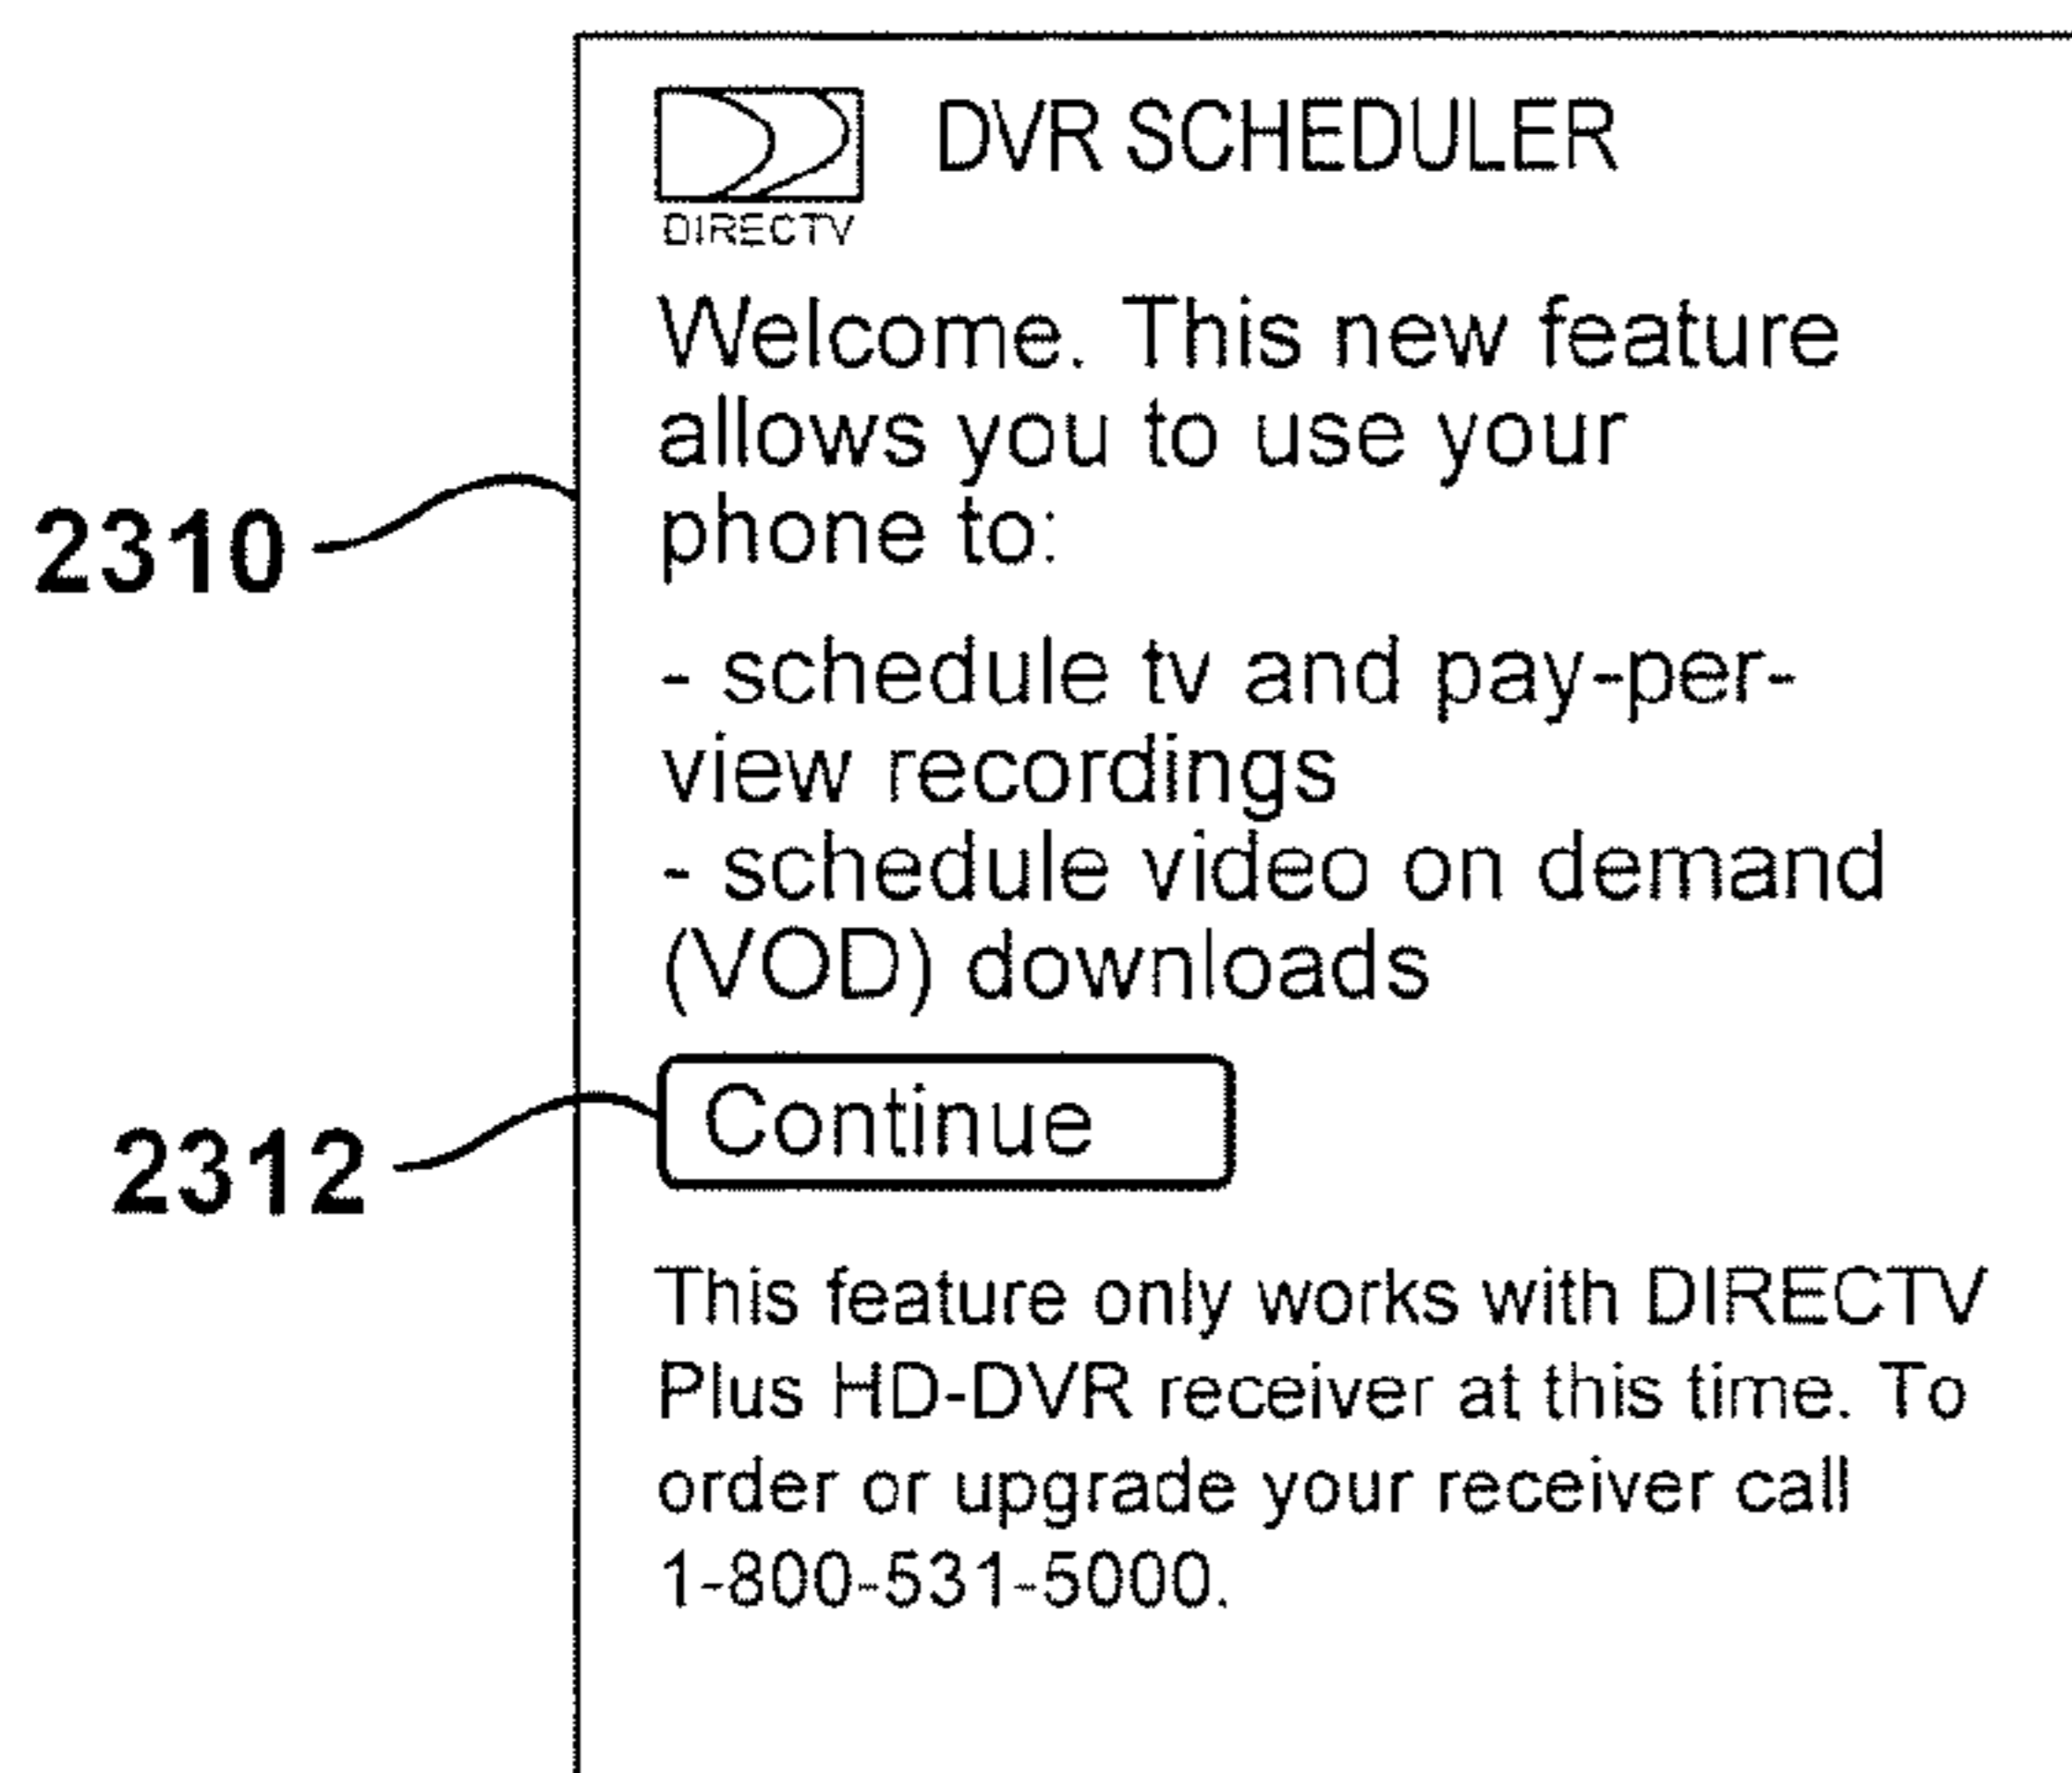 DVR SCHEDULER
DIRECTV
Welcome. This new feature
allows you to use your
phone to:
2310
- schedule tv and pay-per-
view recordings
- schedule video on demand
(VOD) downloads
Continue
2312
This feature only works with DIRECTV
Plus HD-DVR receiver at this time. To
order or upgrade your receiver call
1-800-531-5000.